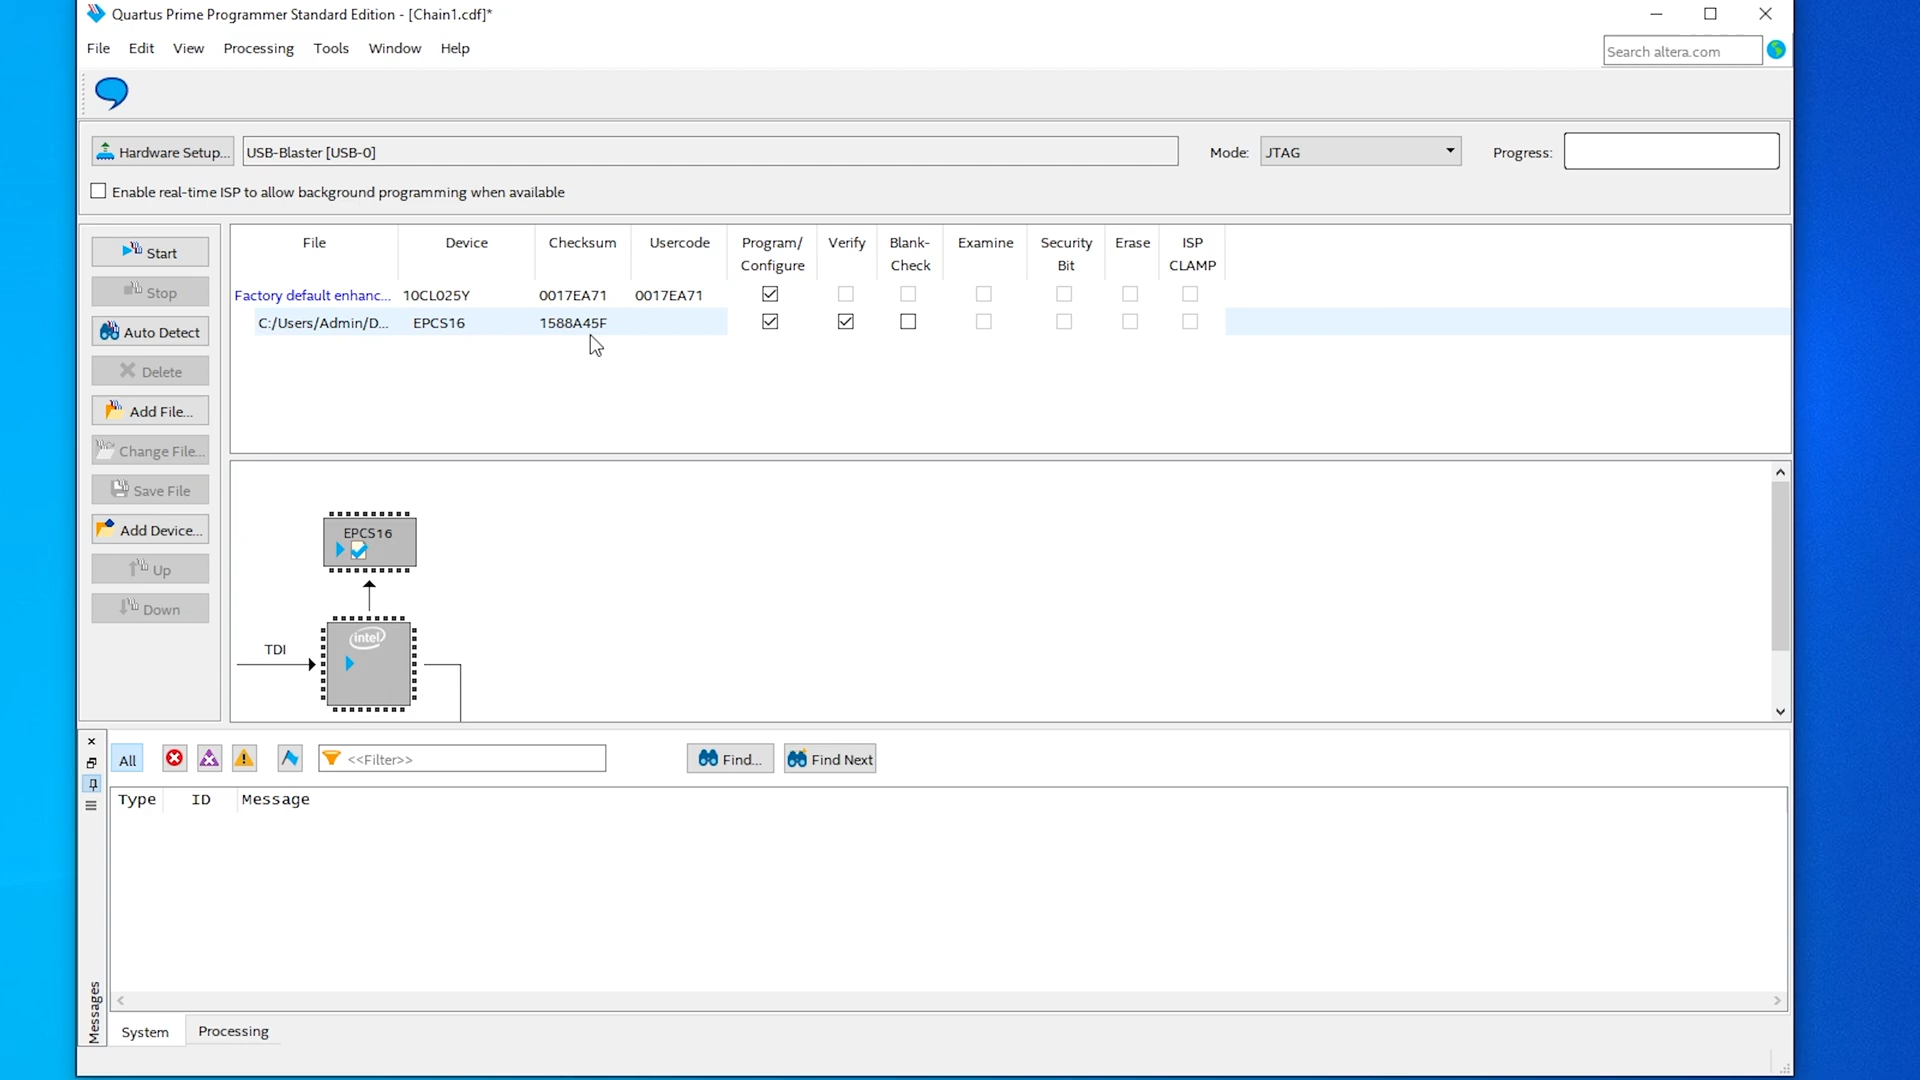 Quartus Prime Programmer Standard Edition - [Chain1.cdf]*
File Edit View Processing Tools Window Help
Search altera.com
Hardware Setup... USB-Blaster [USB-0] Mode: JTAG Progress:
Enable real-time ISP to allow background programming when available
Start
Stop
Auto Detect
Delete
Add File...
Change File...
Save File
Add Device...
Up
Down
File Device Checksum Usercode Program/ Configure Verify Blank- Check Examine Security Bit Erase ISP CLAMP
Factory default enhanc... 10CL025Y 0017EA71 0017EA71
C:/Users/Admin/D... EPCS16 1588A45F
EPCS16
intel
TDI
All <<Filter>> Find... Find Next
Type ID Message
Messages
System Processing